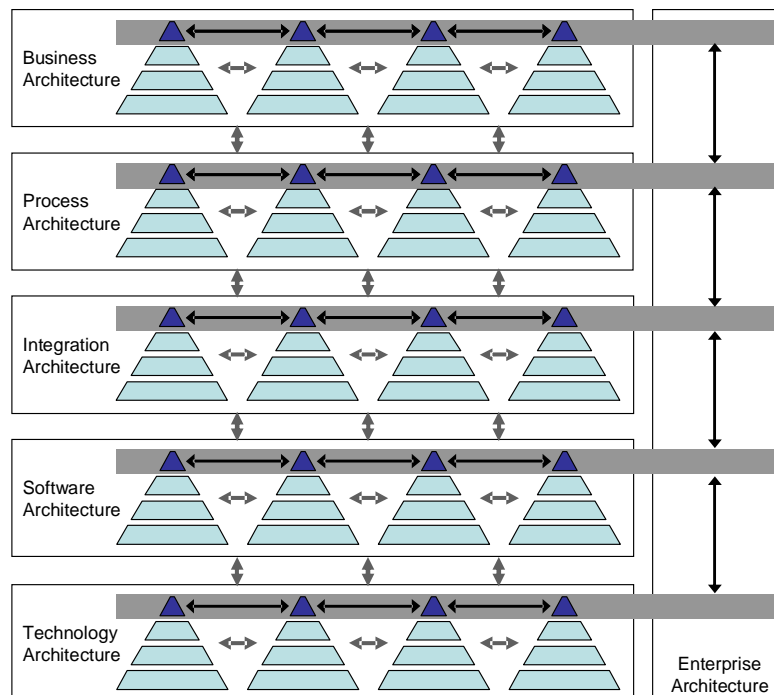 Business
Architecture
Process
Architecture
Integration
Architecture
Software
Architecture
Technology
Architecture
Enterprise
Architecture